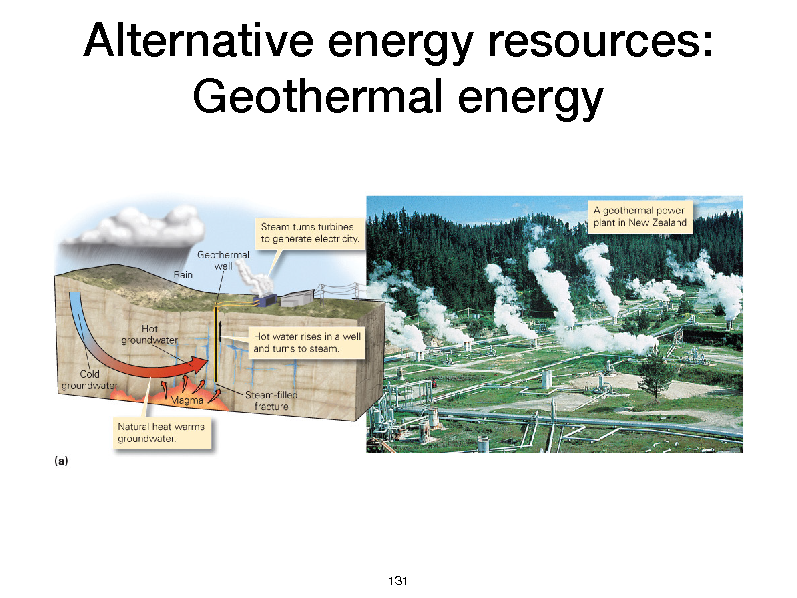 Alternative energy resources:
Geothermal energy
Steam turns turbines
to generate electricity.
Geothermal
well
Rain
Hot
groundwater
Hot water rises in a well
and turns to steam.
Cold
groundwater
Magma
Steam-filled
fracture
Natural heat warms
groundwater.
(a)
A geothermal power
plant in New Zealand
131